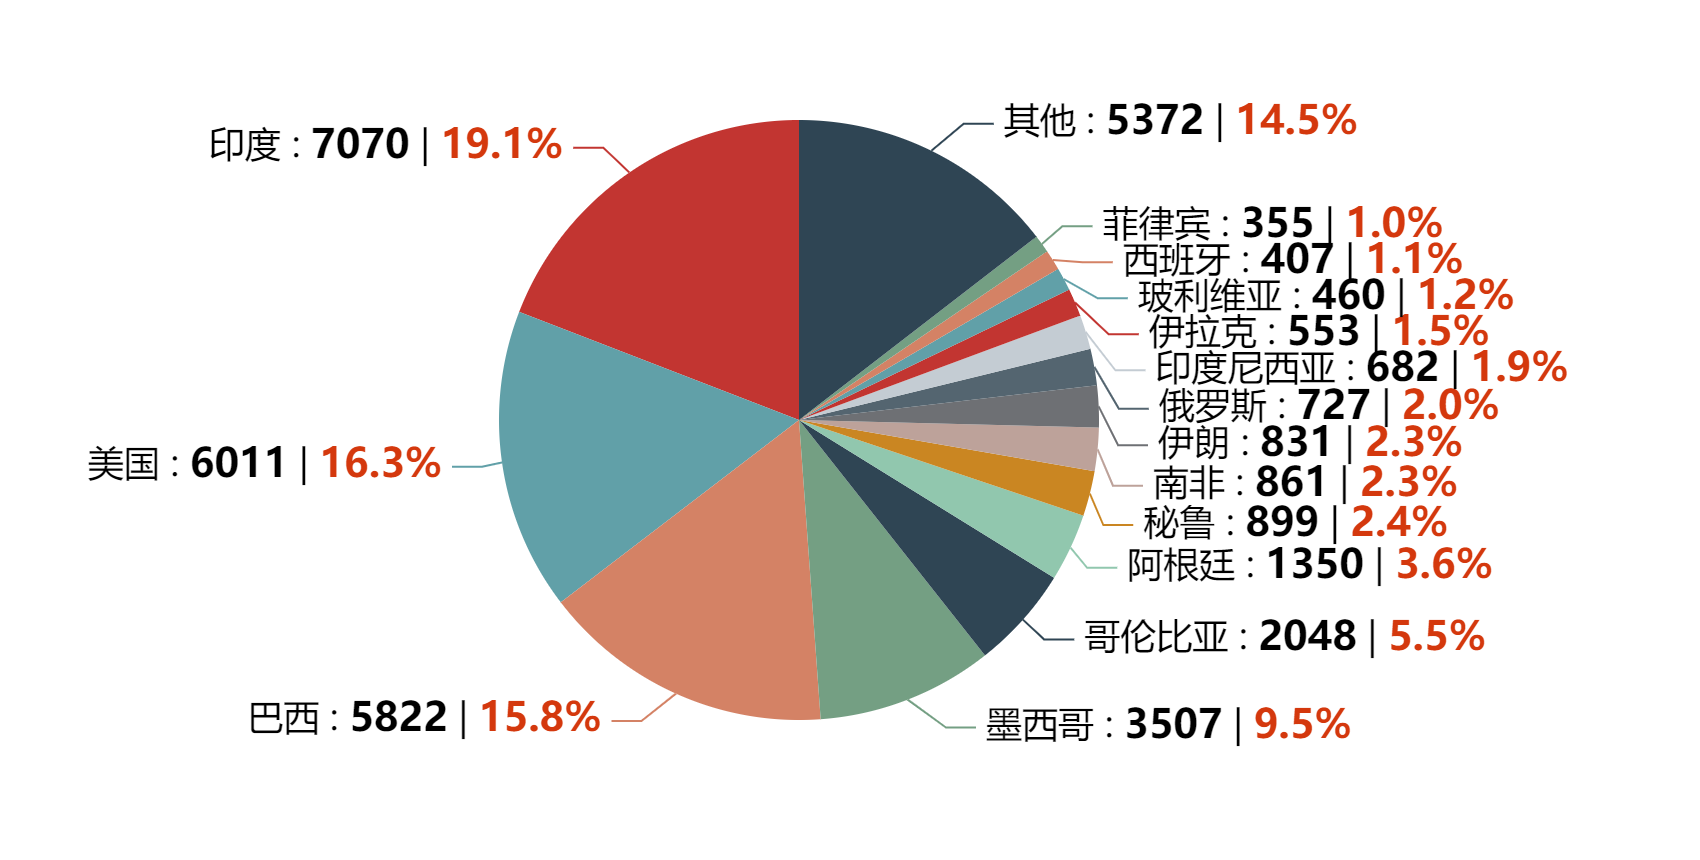 其他 : 5372 | 14.5%
印度 : 7070 | 19.1%
菲律宾 : 355 | 1.0%
西班牙 : 407 | 1.1%
玻利维亚 : 460 | 1.2%
伊拉克 : 553 | 1.5%
印度尼西亚 : 682 | 1.9%
俄罗斯 : 727 | 2.0%
伊朗 : 831 | 2.3%
美国 : 6011 | 16.3%
南非 : 861 | 2.3%
秘鲁 : 899 | 2.4%
阿根廷 : 1350 | 3.6%
哥伦比亚 : 2048 | 5.5%
巴西 : 5822 | 15.8%
墨西哥 : 3507 | 9.5%